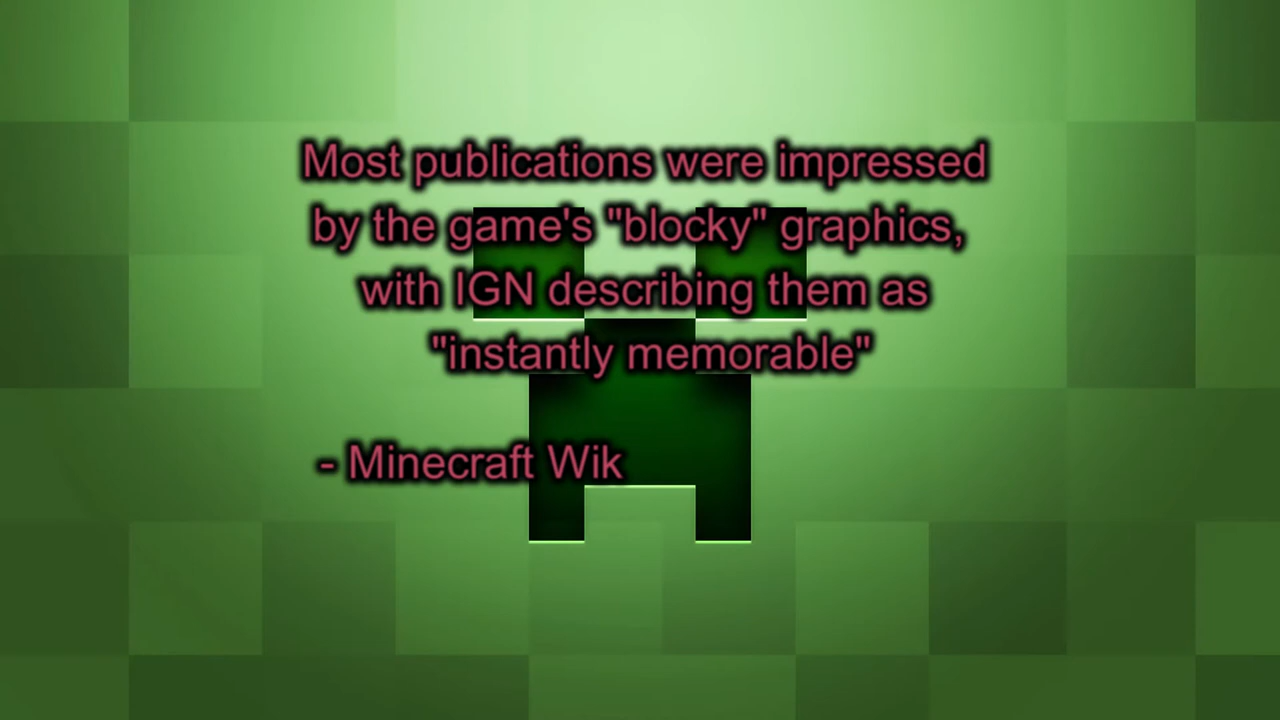 Most publications were impressed
by the game's "blocky" graphics,
with IGN describing them as
"instantly memorable"
- Minecraft Wik